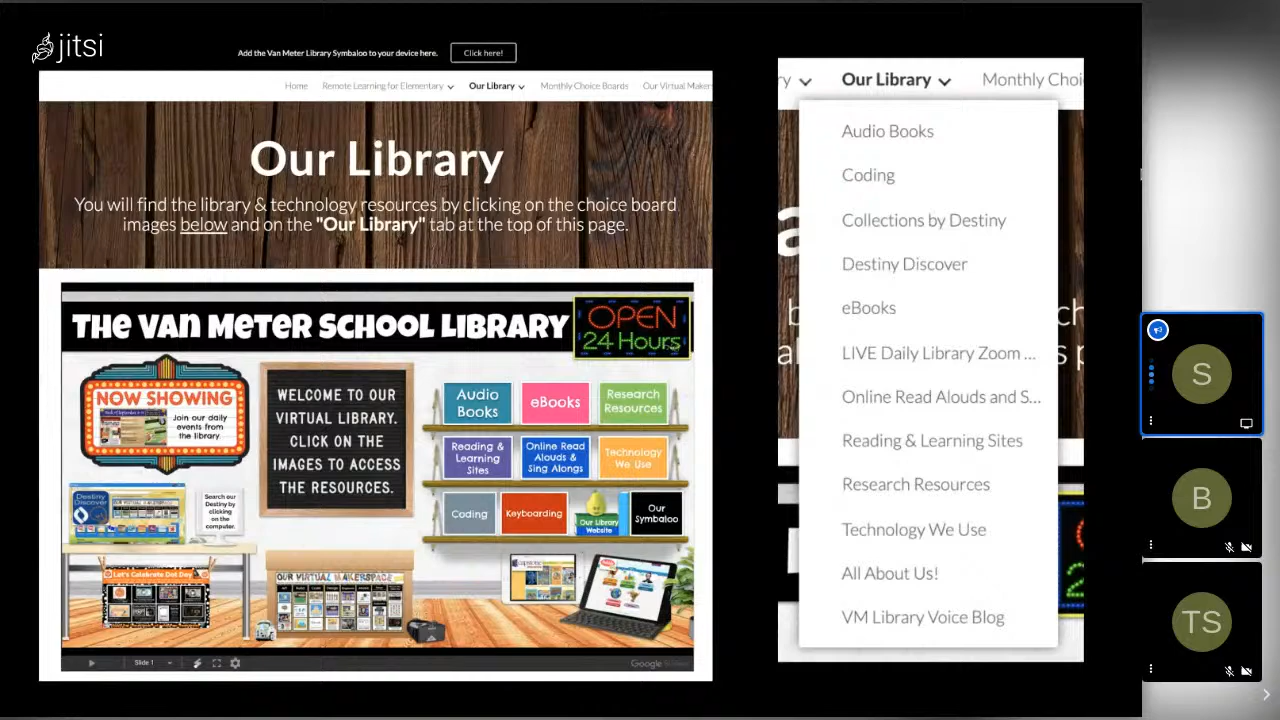 jitsi
Add the Van Meter Library Symbaloo to your device here.
Click here!
Home Remote Learning for Elementary Our Library Monthly Choice Boards Our Virtual Maker
Our Library
You will find the library & technology resources by clicking on the choice board
images below and on the "Our Library" tab at the top of this page.
THE VAN METER SCHOOL LIBRARY
OPEN
24 Hours
NOW SHOWING
Join our daily
events from
the library.
WELCOME TO OUR
VIRTUAL LIBRARY.
CLICK ON THE
IMAGES TO ACCESS
THE RESOURCES.
Audio
Books
eBooks
Research
Resources
Reading &
Learning
Sites
Online Read
Alouds &
Sing Alongs
Technology
We Use
Coding
Keyboarding
Our Library
Website
Our
Symbaloo
Destiny
Discover
Search our
Destiny by
clicking
on the
computer.
Let's Celebrate Dot Day
OUR VIRTUAL MAKERSPACE
Slide 1
Google
ry Our Library Monthly Choi
Audio Books
Coding
Collections by Destiny
Destiny Discover
eBooks
LIVE Daily Library Zoom ...
Online Read Alouds and S...
Reading & Learning Sites
Research Resources
Technology We Use
All About Us!
VM Library Voice Blog
S
B
TS